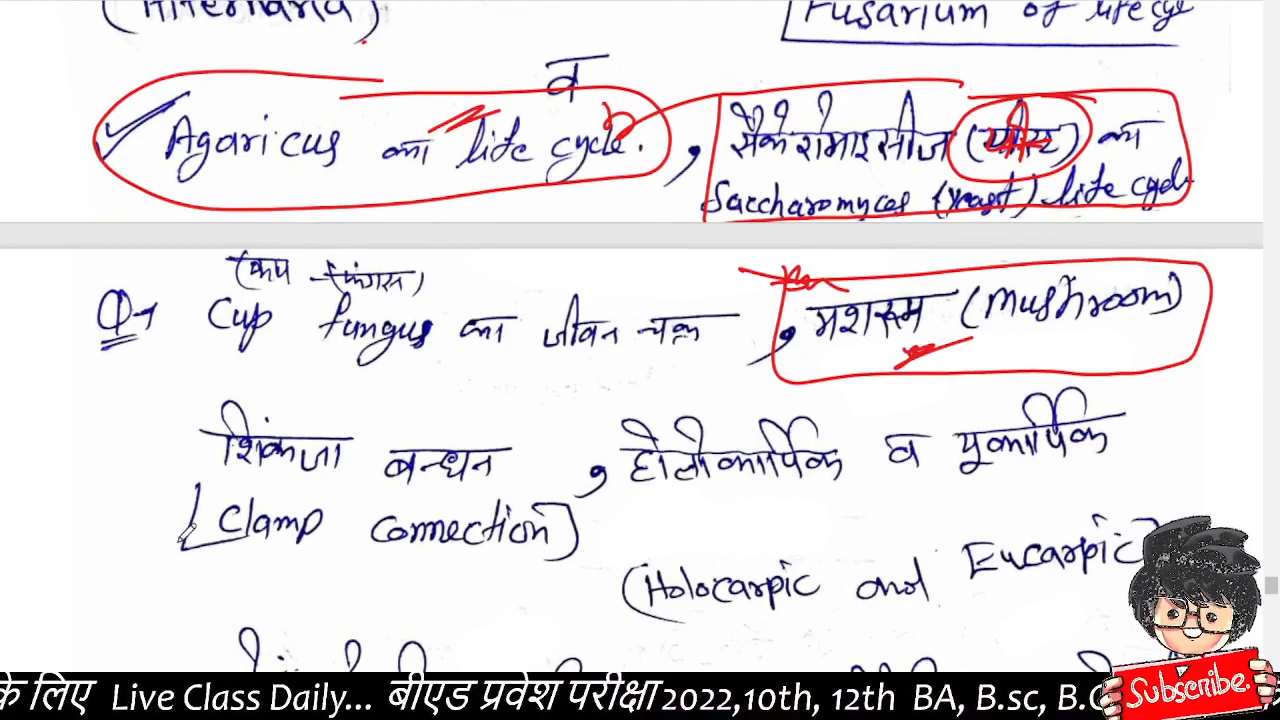 (Alternaria)
Fusarium of life cycl
व
Agaricus का life cycle. , सैकेरोमाइसीज (यीस्ट) का
Saccharomyces (yeast) life cycle
(कप फंगस)
Q→ Cup fungus का जीवन चक्र , मशरूम (Mushroom)
शिकंजा बन्धन , होलोकार्पिक व यूकार्पिक
[Clamp Connection]
(Holocarpic and Eucarpic
के लिए Live Class Daily... बीएड प्रवेश परीक्षा 2022,10th, 12th BA, B.sc, B.C
Subscribe.